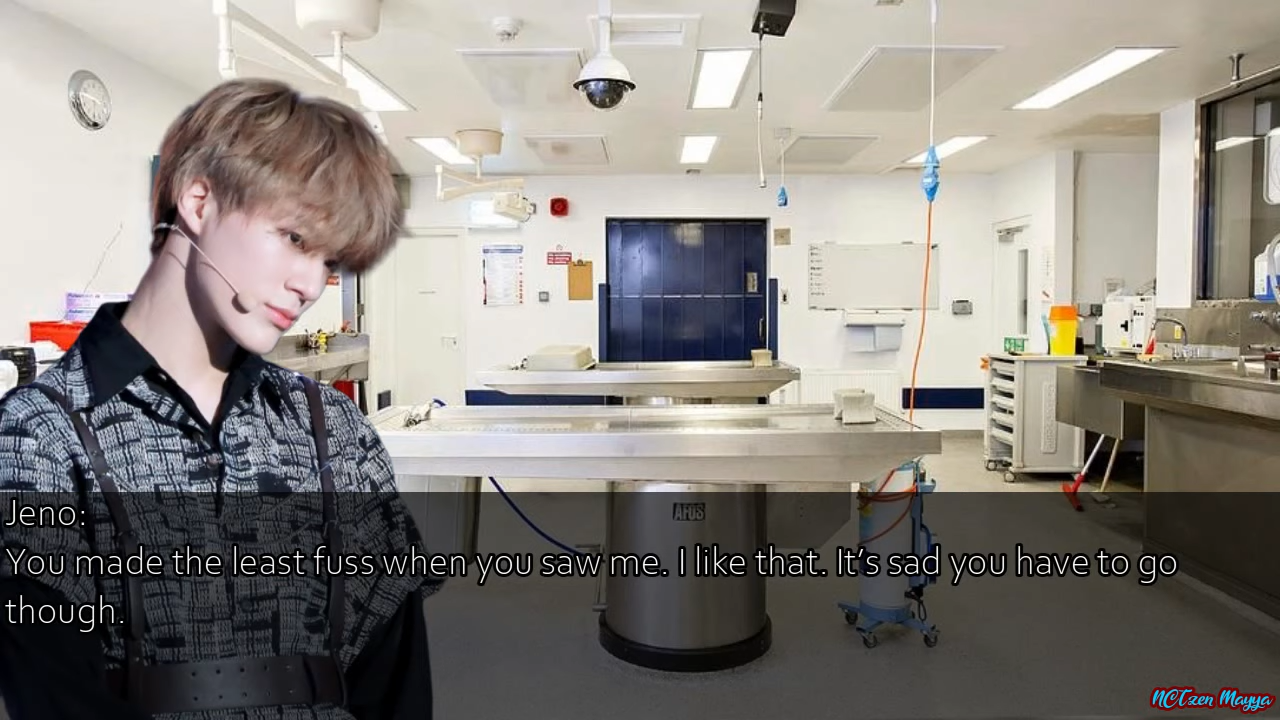 AFOS
Jeno:
You made the least fuss when you saw me. I like that. It's sad you have to go
though.
NCTzen Mayya